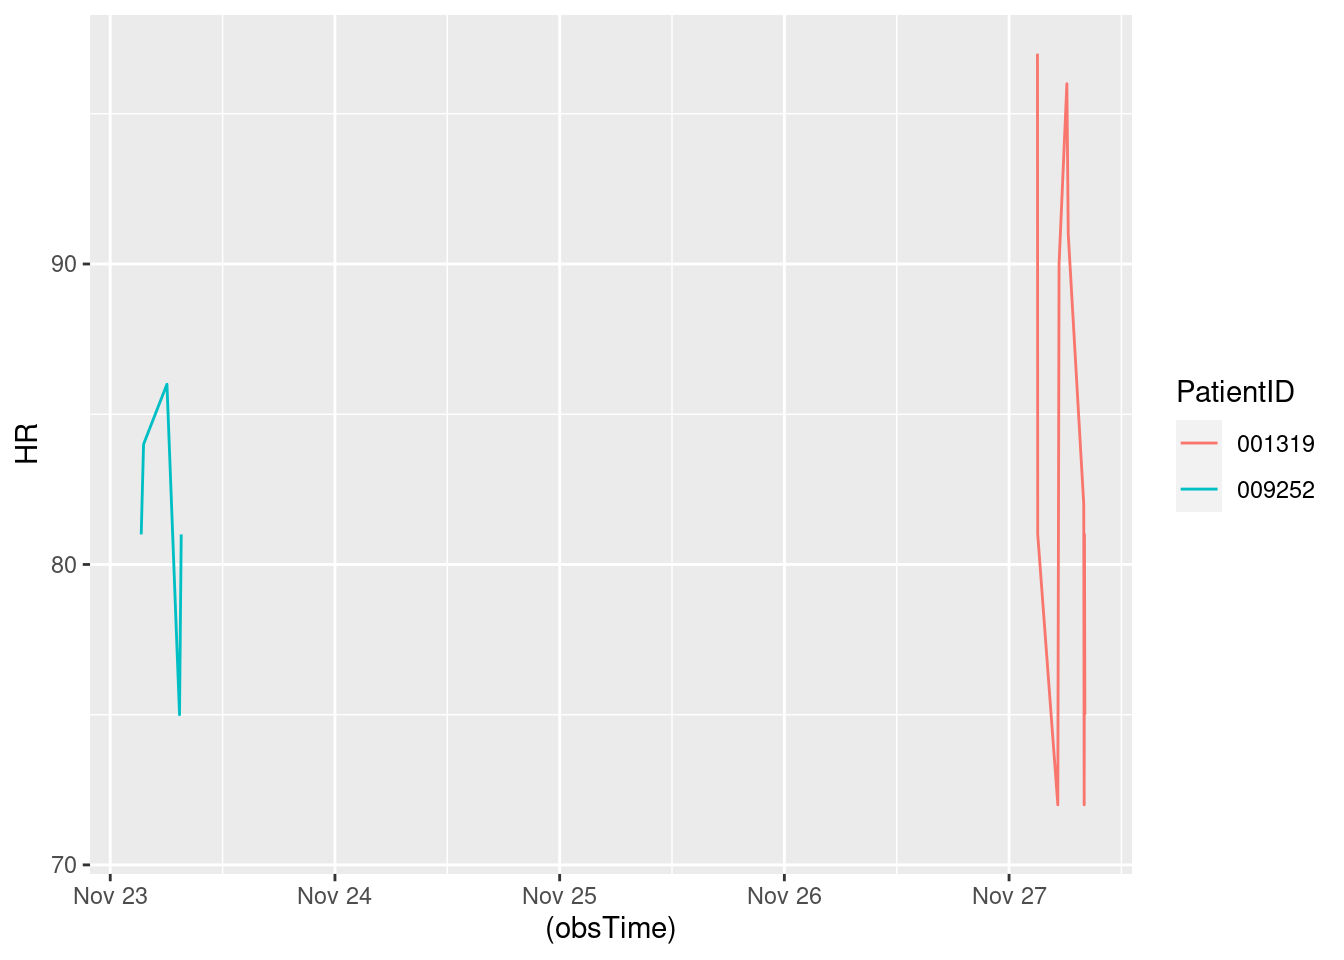 90
80
70
HR
Nov 23
Nov 24
Nov 25
Nov 26
Nov 27
(obsTime)
PatientID
001319
009252